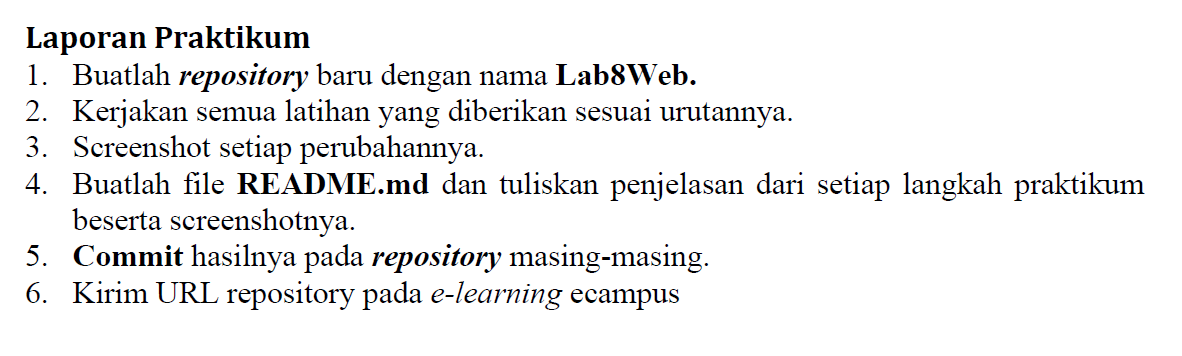 Laporan Praktikum
1. Buatlah repository baru dengan nama Lab8Web.
2. Kerjakan semua latihan yang diberikan sesuai urutannya.
3. Screenshot setiap perubahannya.
4. Buatlah file README.md dan tuliskan penjelasan dari setiap langkah praktikum
beserta screenshotnya.
5. Commit hasilnya pada repository masing-masing.
6. Kirim URL repository pada e-learning ecampus